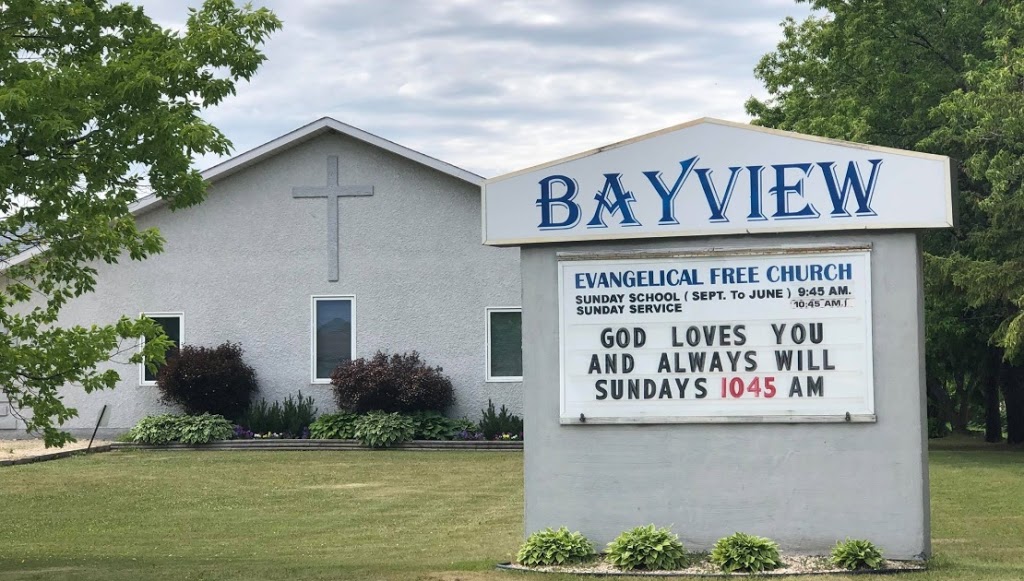 BAYVIEW
EVANGELICAL FREE CHURCH
SUNDAY SCHOOL ( SEPT. TO JUNE ) 9:45 AM.
SUNDAY SERVICE 10:45 AM.
GOD LOVES YOU
AND ALWAYS WILL
SUNDAYS 1045 AM